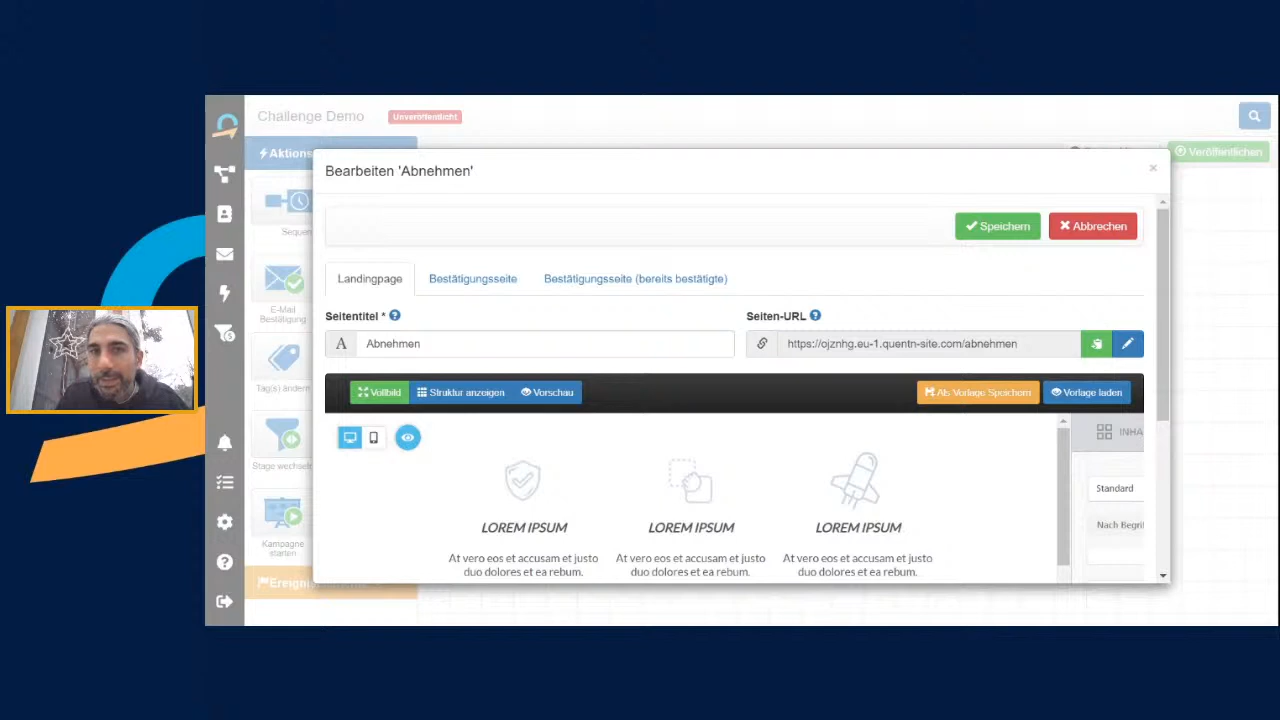 Challenge Demo
Unveröffentlicht
Aktions
Veröffentlichen
Bearbeiten 'Abnehmen'
×
Speichern
Abbrechen
Landingpage
Bestätigungsseite
Bestätigungsseite (bereits bestätigte)
Sequen
Seitentitel *
Seiten-URL
E-Mail
Bestätigung
A
Abnehmen
https://ojznhg.eu-1.quentn-site.com/abnehmen
Tag(s) ändern
Vollbild
Struktur anzeigen
Vorschau
Als Vorlage Speichern
Vorlage laden
INHA
Stage wechseln
Standard
LOREM IPSUM
LOREM IPSUM
LOREM IPSUM
Nach Begrif
Kampagne
starten
At vero eos et accusam et justo
duo dolores et ea rebum.
At vero eos et accusam et justo
duo dolores et ea rebum.
At vero eos et accusam et justo
duo dolores et ea rebum.